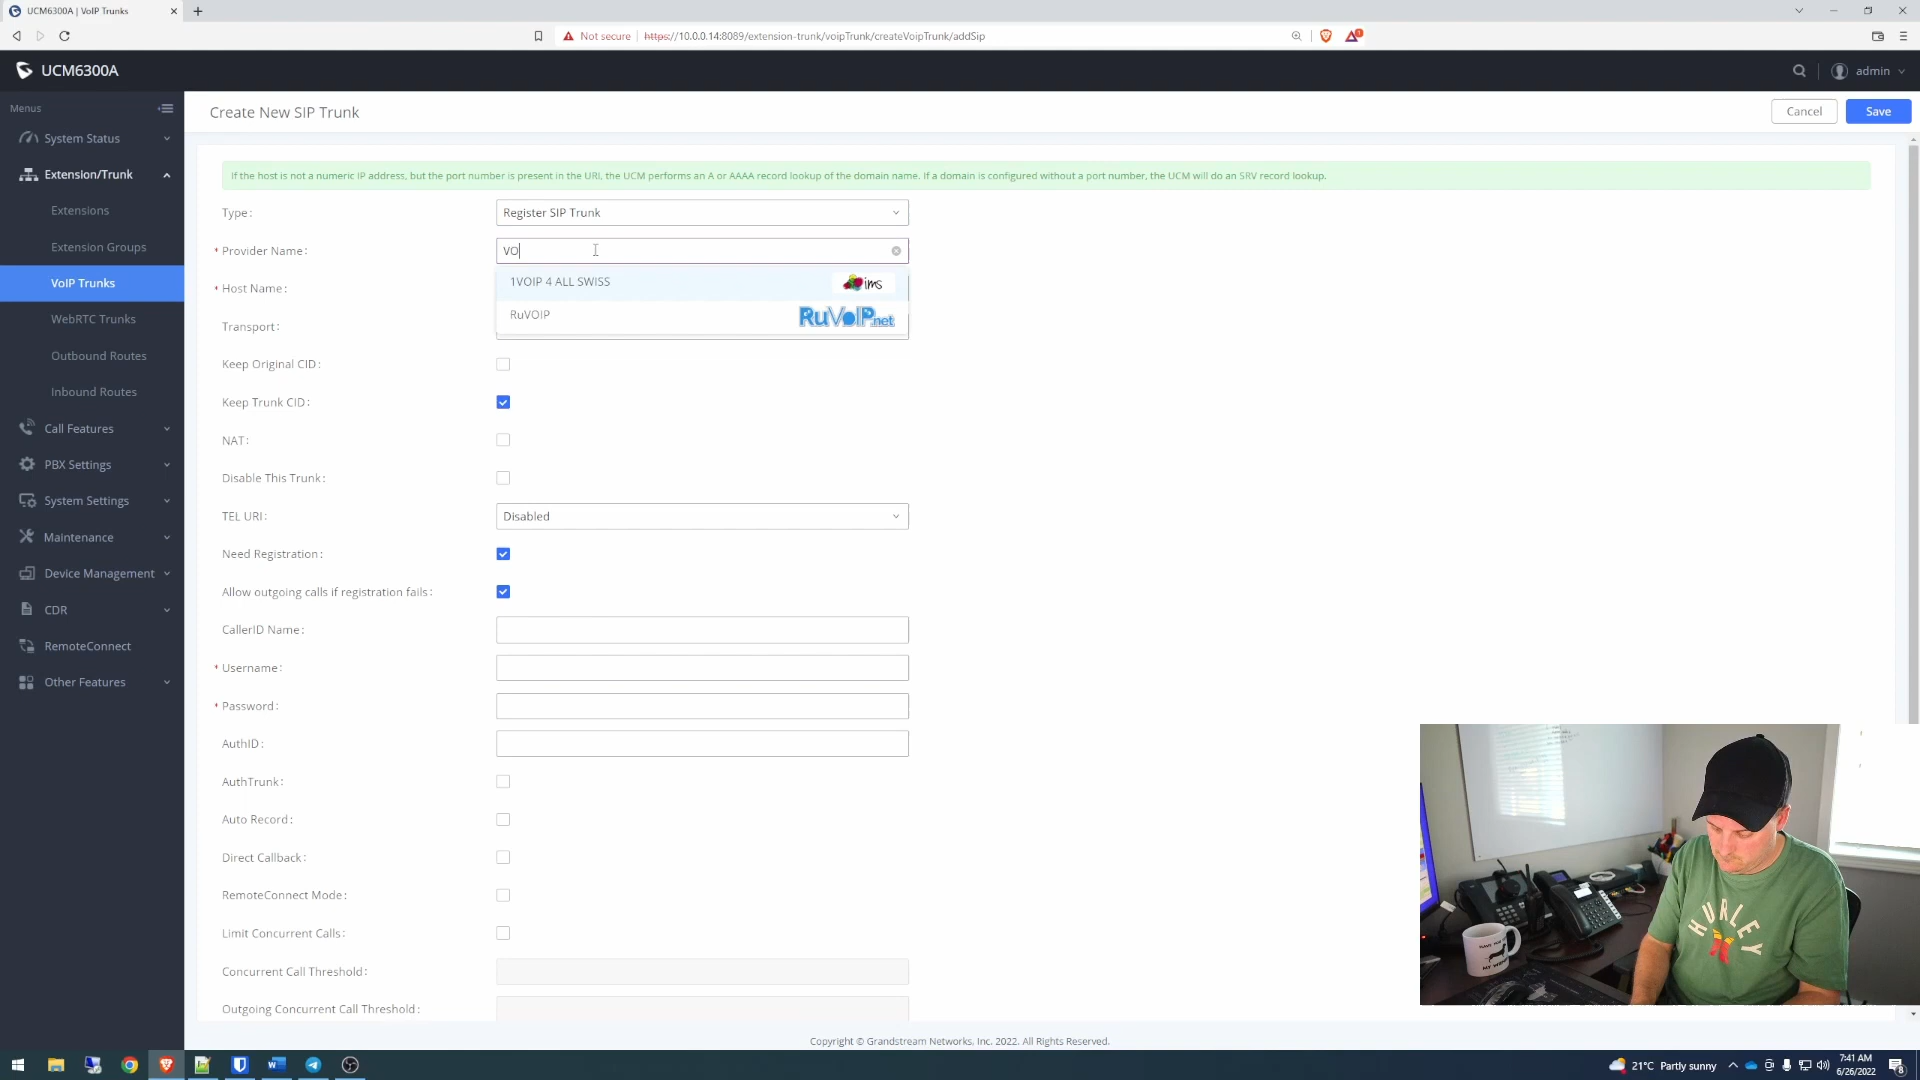 UCM6300A | VoIP Trunks
Not secure
https://10.0.0.14:8089/extension-trunk/voipTrunk/createVoipTrunk/addSip
1
UCM6300A
admin
Menus
System Status
Extension/Trunk
Extensions
Extension Groups
VoIP Trunks
WebRTC Trunks
Outbound Routes
Inbound Routes
Call Features
PBX Settings
System Settings
Maintenance
Device Management
CDR
RemoteConnect
Other Features
Create New SIP Trunk
Cancel
Save
If the host is not a numeric IP address, but the port number is present in the URI, the UCM performs an A or AAAA record lookup of the domain name. If a domain is configured without a port number, the UCM will do an SRV record lookup.
Type:
Register SIP Trunk
* Provider Name:
VO
1VOIP 4 ALL SWISS
ims
RuVOIP
RuVoIP.net
* Host Name:
Transport:
Keep Original CID:
Keep Trunk CID:
NAT:
Disable This Trunk:
TEL URI:
Disabled
Need Registration:
Allow outgoing calls if registration fails:
CallerID Name:
* Username:
* Password:
AuthID:
AuthTrunk:
Auto Record:
Direct Callback:
RemoteConnect Mode:
Limit Concurrent Calls:
Concurrent Call Threshold:
Outgoing Concurrent Call Threshold:
HURLEY
Copyright © Grandstream Networks, Inc. 2022. All Rights Reserved.
21°C Partly sunny
7:41 AM
6/26/2022
8